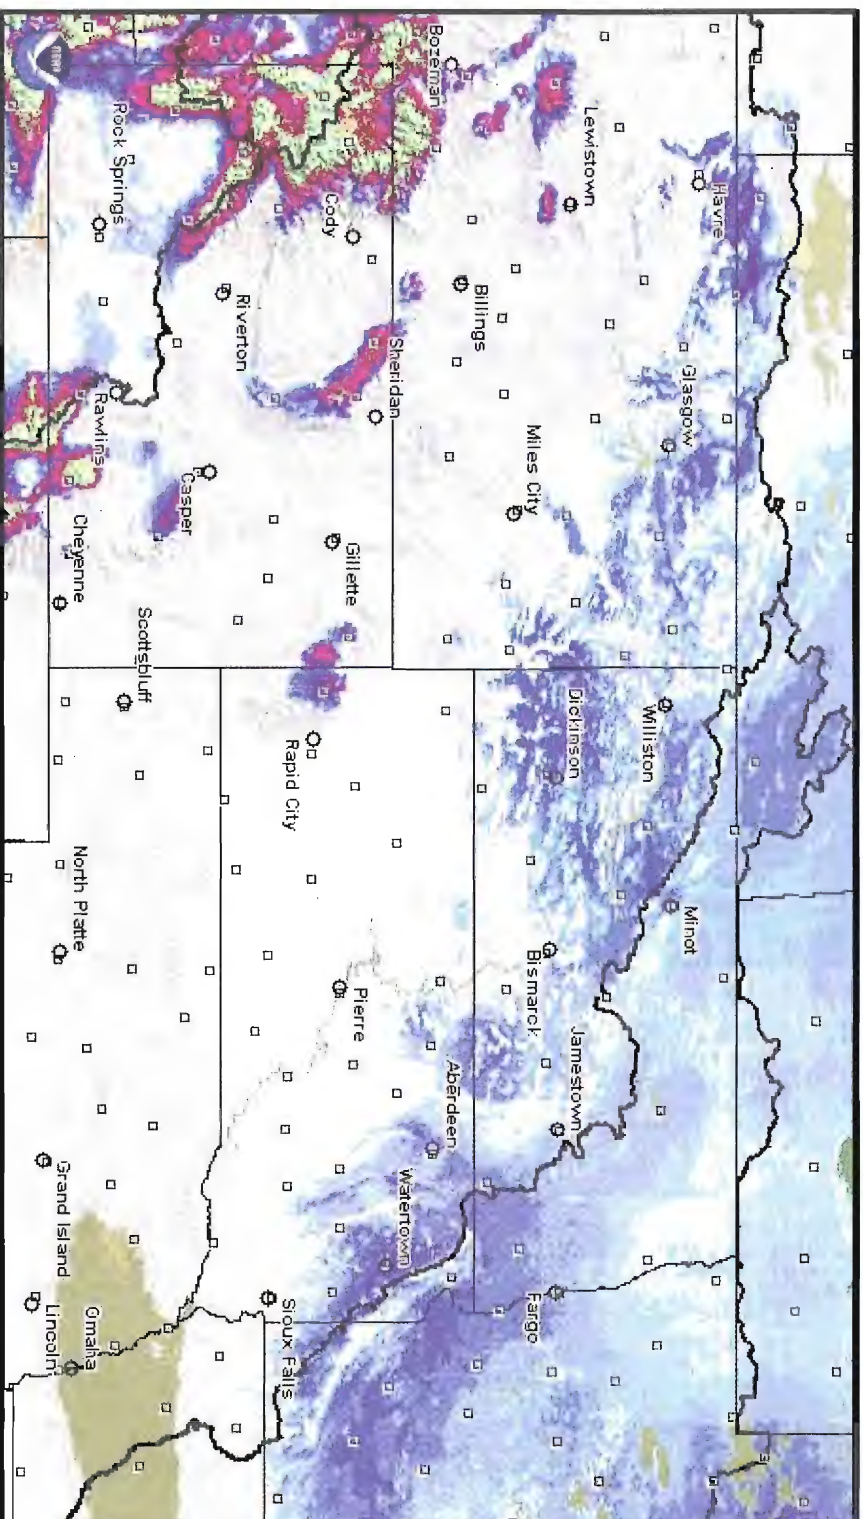 Havre
Glasgow
Williston
Minot
Lewistown
Miles City
Dickinson
Bismarck
Jamestown
Fargo
Bozeman
Billings
Sheridan
Aberdeen
Watertown
Cody
Gillette
Rapid City
Pierre
Sioux Falls
Riverton
Casper
Rock Springs
Rawlins
Cheyenne
Scottsbluff
North Platte
Grand Island
Omaha
Lincoln